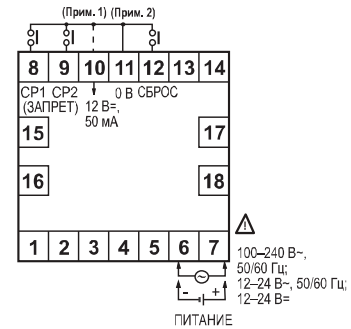 (Прим. 1) (Прим. 2)
8 9 10 11 12 13 14
СР1 СР2 0 В СБРОС
(ЗАПРЕТ) 12 В=,
50 мА
15 17
16 18
1 2 3 4 5 6 7
100–240 В~,
50/60 Гц;
12–24 В~, 50/60 Гц;
- + 12–24 В=
ПИТАНИЕ